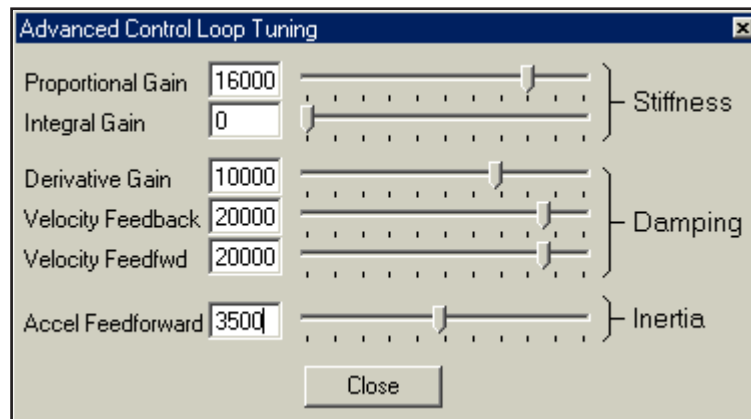 Advanced Control Loop Tuning
Proportional Gain 16000
Integral Gain 0
Stiffness
Derivative Gain 10000
Velocity Feedback 20000
Velocity Feedfwd 20000
Damping
Accel Feedforward 3500
Inertia
Close